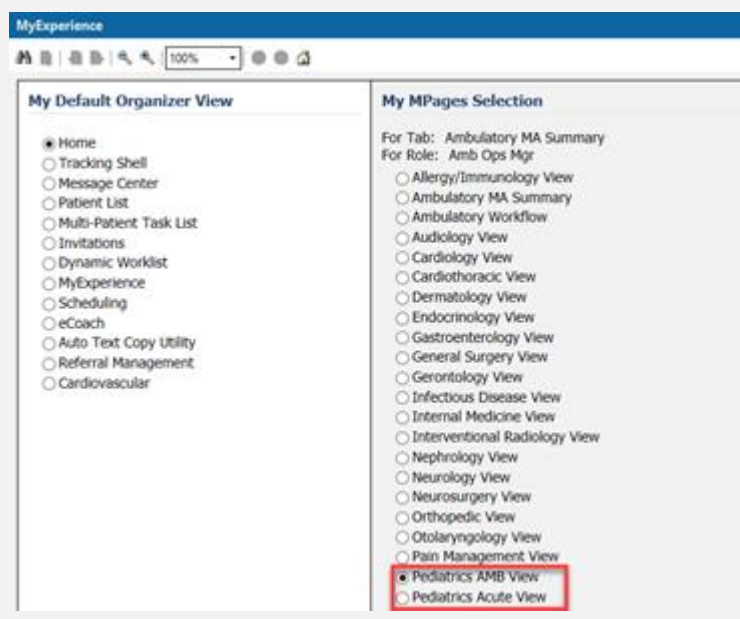 MyExperience
100%
My Default Organizer View
Home
Tracking Shell
Message Center
Patient List
Multi-Patient Task List
Invitations
Dynamic Worklist
MyExperience
Scheduling
eCoach
Auto Text Copy Utility
Referral Management
Cardiovascular
My MPages Selection
For Tab: Ambulatory MA Summary
For Role: Amb Ops Mgr
Allergy/Immunology View
Ambulatory MA Summary
Ambulatory Workflow
Audiology View
Cardiology View
Cardiothoracic View
Dermatology View
Endocrinology View
Gastroenterology View
General Surgery View
Gerontology View
Infectious Disease View
Internal Medicine View
Interventional Radiology View
Nephrology View
Neurology View
Neurosurgery View
Orthopedic View
Otolaryngology View
Pain Management View
Pediatrics AMB View
Pediatrics Acute View